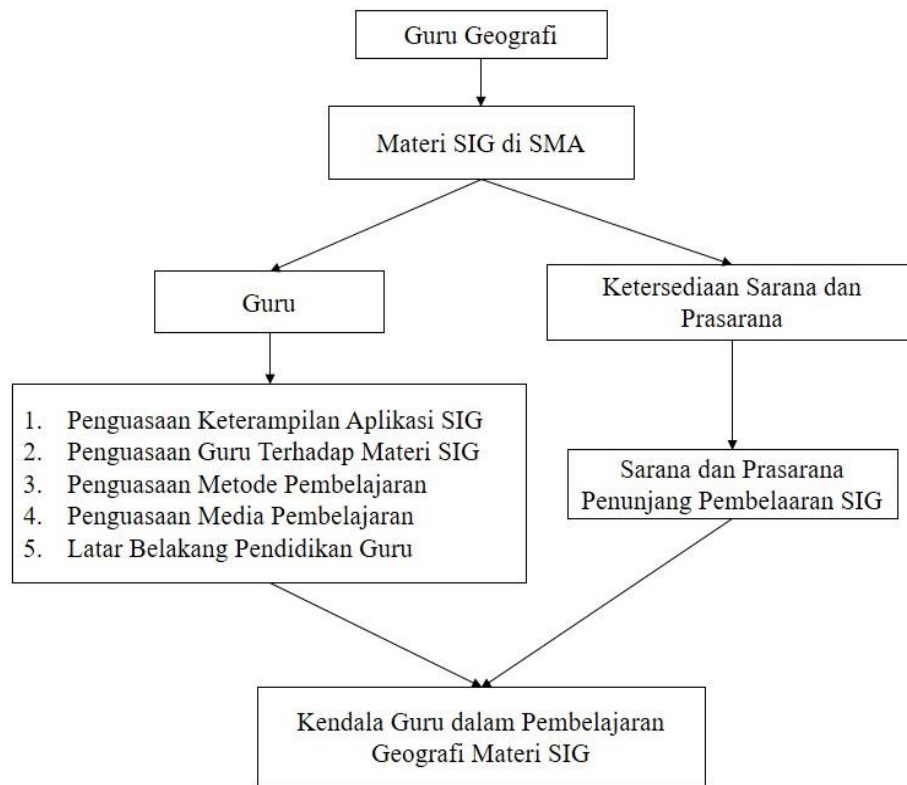 Guru Geografi
Materi SIG di SMA
Guru
Ketersediaan Sarana dan
Prasarana
1. Penguasaan Keterampilan Aplikasi SIG
2. Penguasaan Guru Terhadap Materi SIG
3. Penguasaan Metode Pembelajaran
4. Penguasaan Media Pembelajaran
5. Latar Belakang Pendidikan Guru
Sarana dan Prasarana
Penunjang Pembelaaran SIG
Kendala Guru dalam Pembelajaran
Geografi Materi SIG